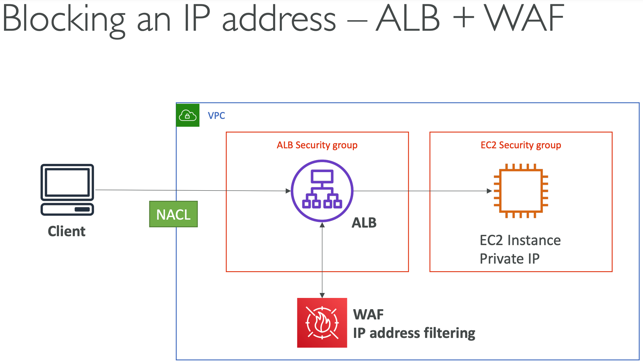 Blocking an IP address – ALB + WAF
VPC
ALB Security group
EC2 Security group
Client
NACL
ALB
EC2 Instance
Private IP
WAF
IP address filtering